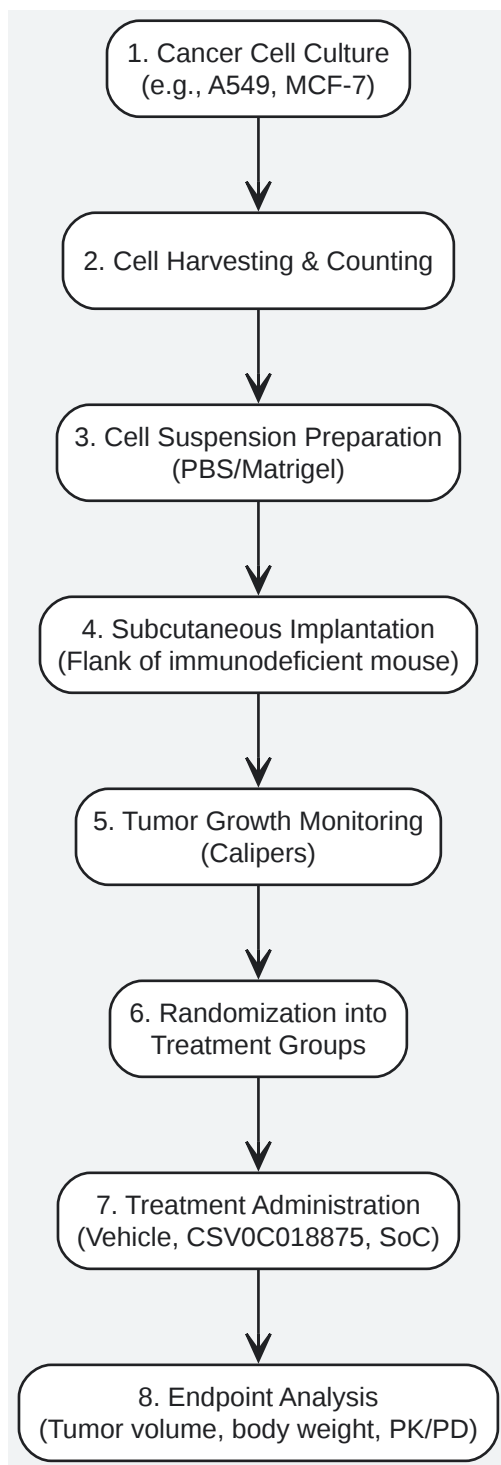 1. Cancer Cell Culture
(e.g., A549, MCF-7)
2. Cell Harvesting & Counting
3. Cell Suspension Preparation
(PBS/Matrigel)
4. Subcutaneous Implantation
(Flank of immunodeficient mouse)
5. Tumor Growth Monitoring
(Calipers)
6. Randomization into
Treatment Groups
7. Treatment Administration
(Vehicle, CSV0C018875, SoC)
8. Endpoint Analysis
(Tumor volume, body weight, PK/PD)